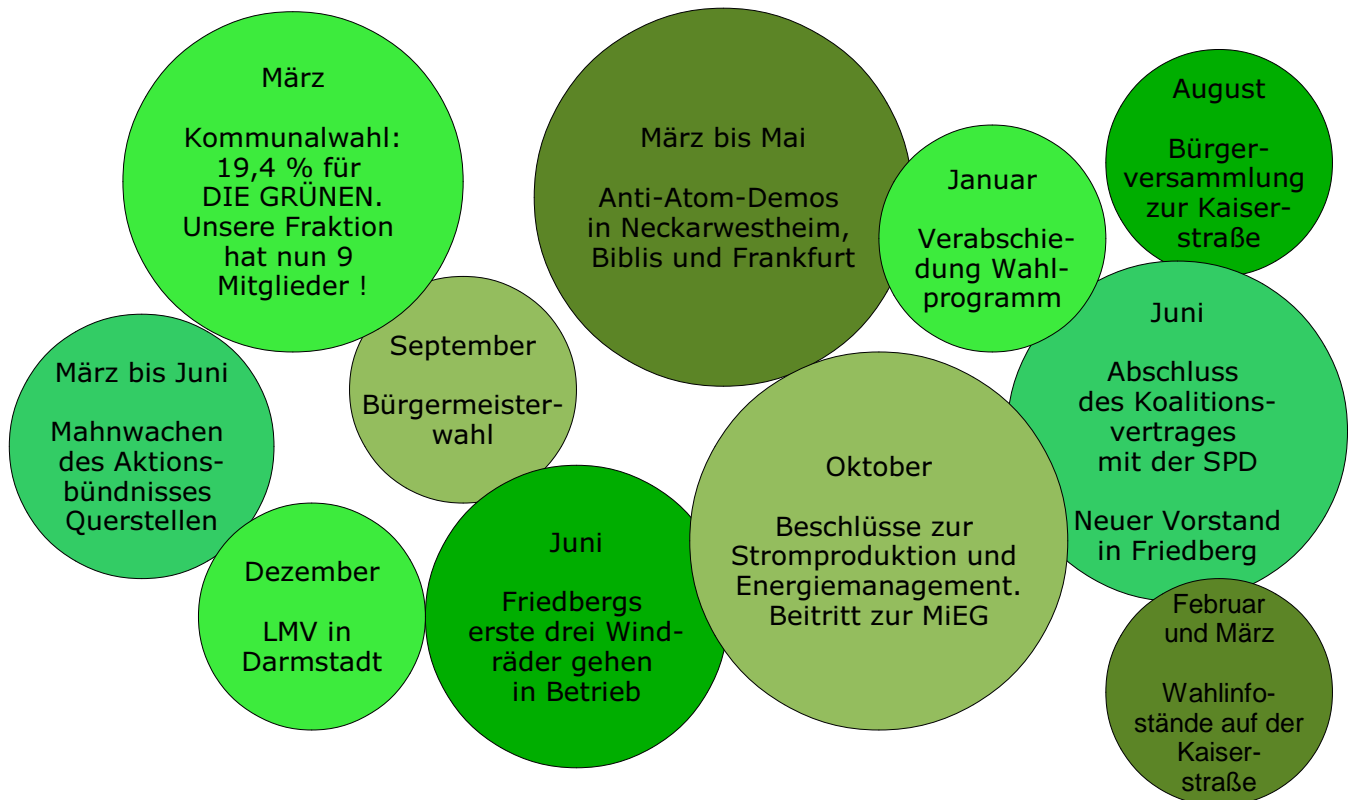 März
Kommunalwahl:
19,4 % für
DIE GRÜNEN.
Unsere Fraktion
hat nun 9
Mitglieder !
März bis Mai
Anti-Atom-Demos
in Neckarwestheim,
Biblis und Frankfurt
Januar
Verabschie-
dung Wahl-
programm
August
Bürger-
versammlung
zur Kaiser-
straße
März bis Juni
Mahnwachen
des Aktions-
bündnisses
Querstellen
September
Bürgermeister-
wahl
Juni
Abschluss
des Koalitions-
vertrages
mit der SPD
Neuer Vorstand
in Friedberg
Dezember
LMV in
Darmstadt
Juni
Friedbergs
erste drei Wind-
räder gehen
in Betrieb
Oktober
Beschlüsse zur
Stromproduktion und
Energiemanagement.
Beitritt zur MiEG
Februar
und März
Wahlinfo-
stände auf der
Kaiser-
straße